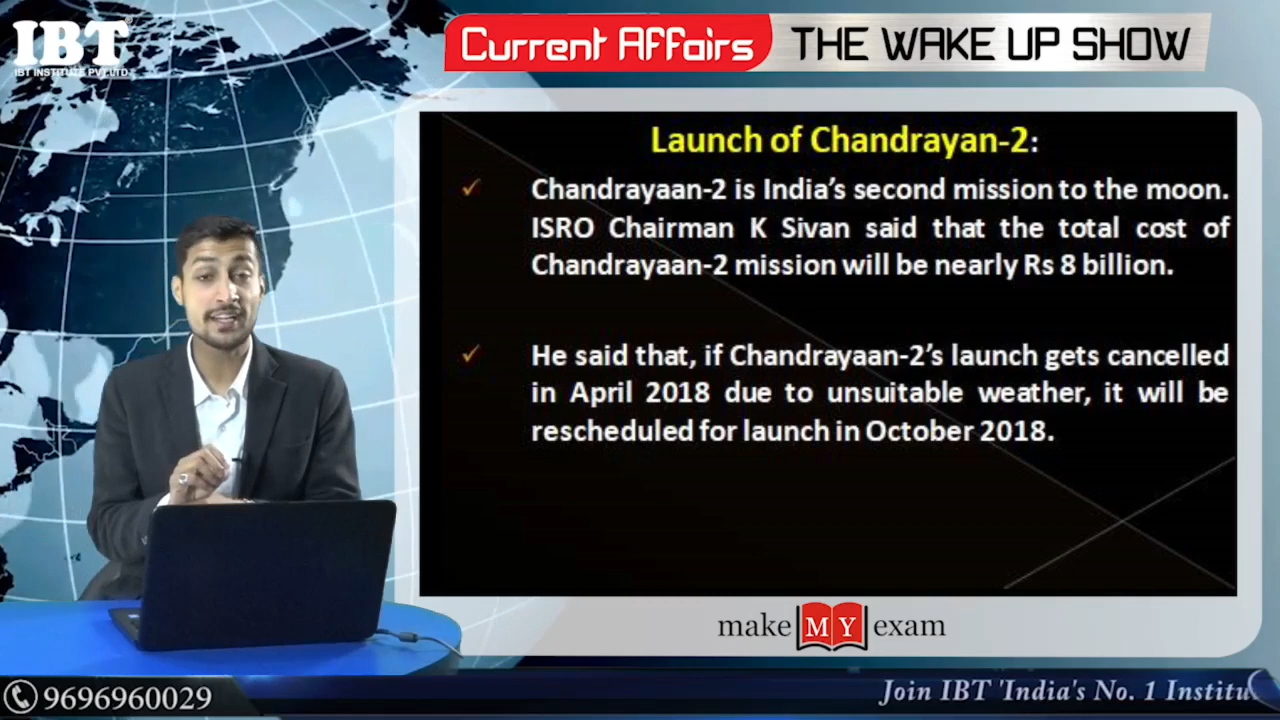 IBT
IBT INSTITUTE PVT.LTD
Current Affairs THE WAKE UP SHOW
Launch of Chandrayan-2:
Chandrayaan-2 is India's second mission to the moon.
ISRO Chairman K Sivan said that the total cost of
Chandrayaan-2 mission will be nearly Rs 8 billion.
He said that, if Chandrayaan-2's launch gets cancelled
in April 2018 due to unsuitable weather, it will be
rescheduled for launch in October 2018.
make MY exam
9696960029
Join IBT 'India's No. 1 Institu